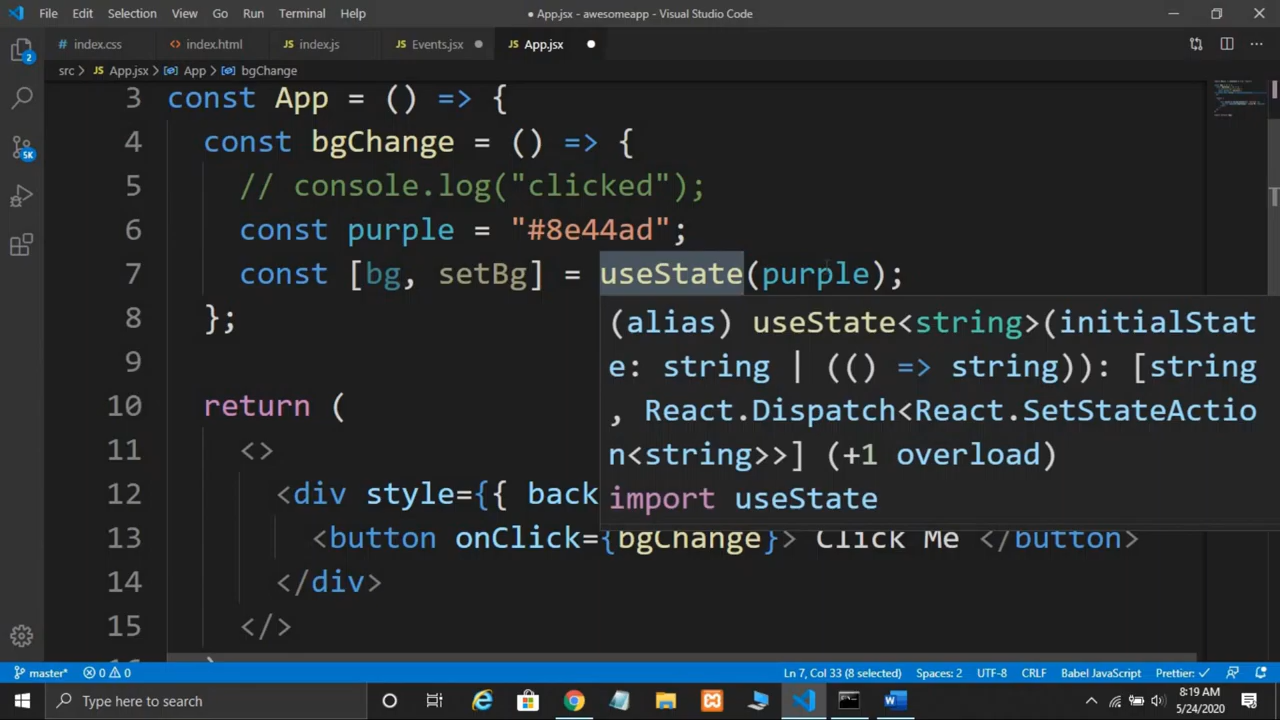 File Edit Selection View Go Run Terminal Help
● App.jsx - awesomeapp - Visual Studio Code
index.css index.html JS index.js JS Events.jsx ● JS App.jsx ●
src > JS App.jsx > App > bgChange
3 const App = () => {
4 const bgChange = () => {
5 // console.log("clicked");
6 const purple = "#8e44ad";
7 const [bg, setBg] = useState(purple);
8 };
9
10 return (
11 <>
12 <div style={{ back
13 <button onClick={bgChange}> Click Me </button>
14 </div>
15 </>
(alias) useState<string>(initialStat
e: string | (() => string)): [string
, React.Dispatch<React.SetStateActio
n<string>>] (+1 overload)
import useState
2
5K
master* 0 0 Ln 7, Col 33 (8 selected) Spaces: 2 UTF-8 CRLF Babel JavaScript Prettier: ✓
Type here to search
8:19 AM
5/24/2020